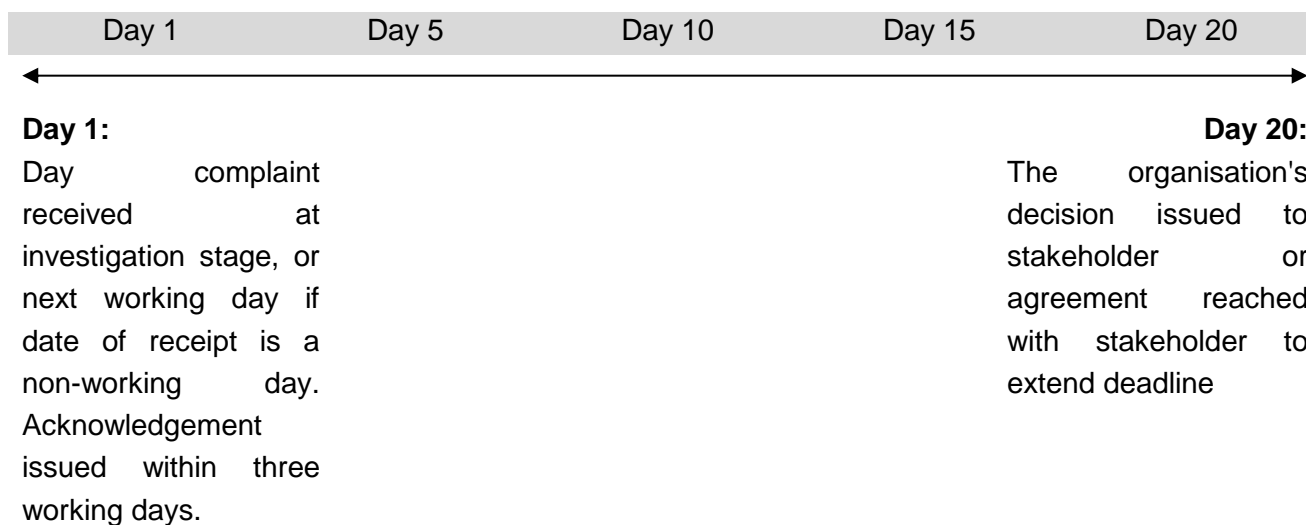 Day 1 Day 5 Day 10 Day 15 Day 20
Day 1:
Day complaint
received at
investigation stage, or
next working day if
date of receipt is a
non-working day.
Acknowledgement
issued within three
working days.
Day 20:
The organisation's
decision issued to
stakeholder or
agreement reached
with stakeholder to
extend deadline